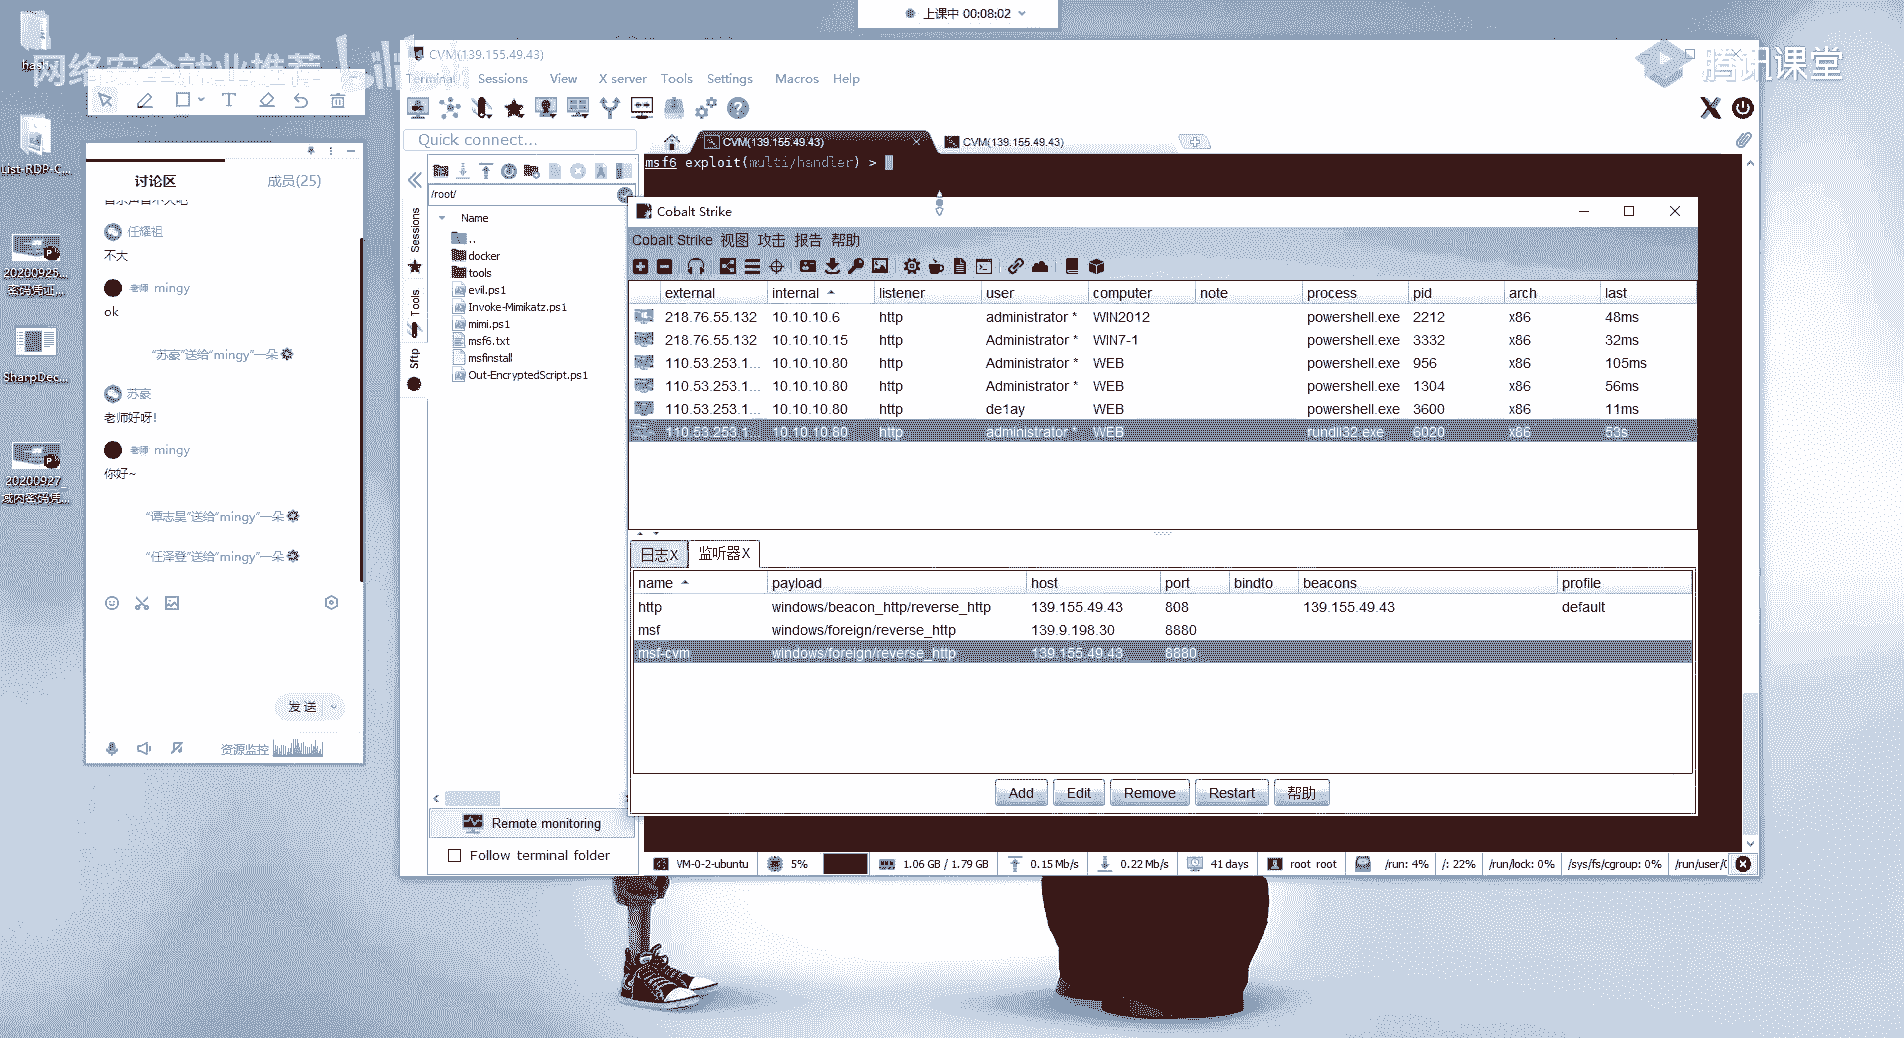 上课中 00:08:02
网络安全就业推荐
bilibili
腾讯课堂
List-RDP-C...
20200925...
密码凭证...
SharpDec...
20200927_
域内密码凭...
讨论区
成员(25)
任耀祖
不大
老师 mingy
ok
“苏豪”送给“mingy”一朵
苏豪
老师好呀!
老师 mingy
你好~
“谭志昊”送给“mingy”一朵
“任泽登”送给“mingy”一朵
发送
资源监控
CVM(139.155.49.43)
Terminal Sessions View X server Tools Settings Macros Help
Quick connect...
CVM(139.155.49.43)
CVM(139.155.49.43)
msf6 exploit(multi/handler) >
Sessions
Tools
Sftp
/root/
Name
..
docker
tools
evil.ps1
Invoke-Mimikatz.ps1
mimi.ps1
msf6.txt
msfinstall
Out-EncryptedScript.ps1
Remote monitoring
Follow terminal folder
Cobalt Strike
Cobalt Strike 视图 攻击 报告 帮助
external internal listener user computer note process pid arch last
218.76.55.132 10.10.10.6 http administrator * WIN2012 powershell.exe 2212 x86 48ms
218.76.55.132 10.10.10.15 http Administrator * WIN7-1 powershell.exe 3332 x86 32ms
110.53.253.1... 10.10.10.80 http Administrator * WEB powershell.exe 956 x86 105ms
110.53.253.1... 10.10.10.80 http Administrator * WEB powershell.exe 1304 x86 56ms
110.53.253.1... 10.10.10.80 http de1ay WEB powershell.exe 3600 x86 11ms
110.53.253.1... 10.10.10.80 http administrator * WEB rundll32.exe 6020 x86 53s
日志X 监听器X
name payload host port bindto beacons profile
http windows/beacon_http/reverse_http 139.155.49.43 808 139.155.49.43 default
msf windows/foreign/reverse_http 139.9.198.30 8880
msf-cvm windows/foreign/reverse_http 139.155.49.43 8880
Add Edit Remove Restart 帮助
VM-0-2-ubuntu 5% 1.06 GB / 1.79 GB 0.15 Mb/s 0.22 Mb/s 41 days root root /run: 4% /: 22% /run/lock: 0% /sys/fs/cgroup: 0% /run/user/0